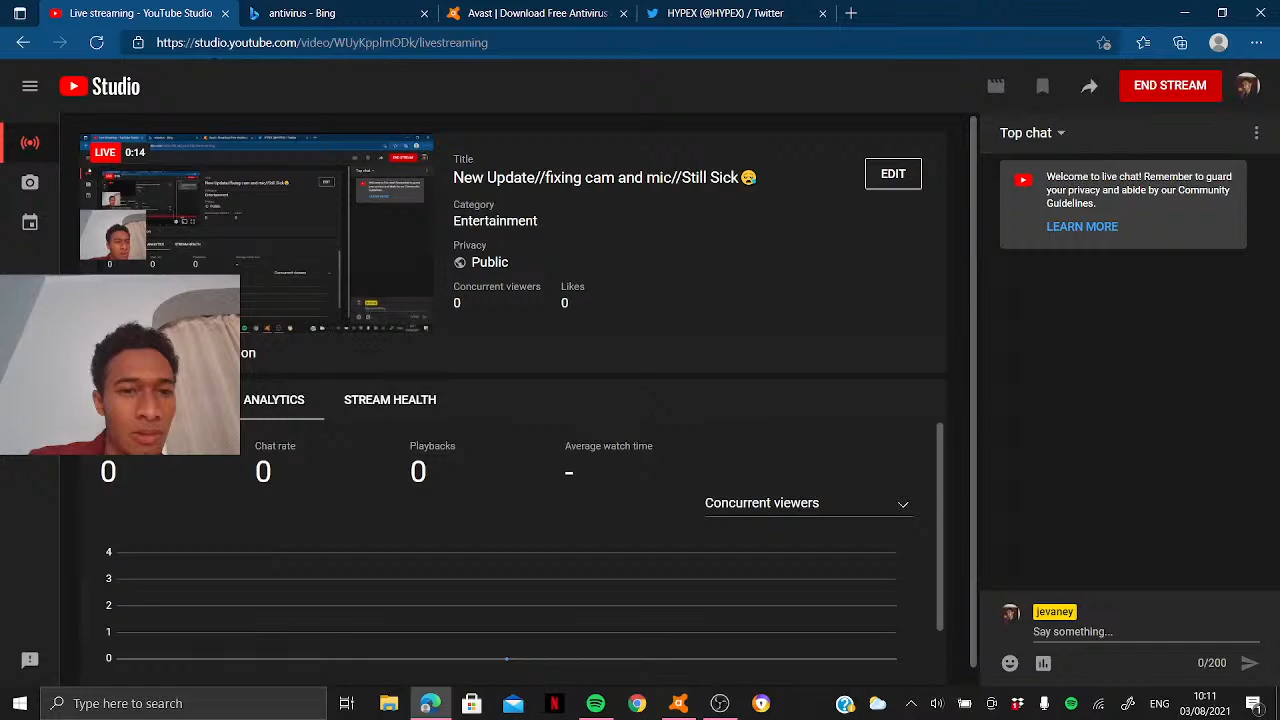 Live streaming - YouTube Studio
antivirus - Bing
Avast | Download Free Antivirus
HYPEX (@HYPEX) / Twitter
https://studio.youtube.com/video/WUyKppImODk/livestreaming
Studio
END STREAM
LIVE 0:14
Title
New Update//fixing cam and mic//Still Sick😪
EDIT
Category
Entertainment
Privacy
Public
Concurrent viewers
Likes
0
0
on
ANALYTICS
STREAM HEALTH
Chat rate
Playbacks
Average watch time
0
0
0
-
Concurrent viewers
4
3
2
1
0
Top chat
Welcome to live chat! Remember to guard
your privacy and abide by our Community
Guidelines.
LEARN MORE
jevaney
Say something...
0/200
Type here to search
ENG
10:11
03/08/2021